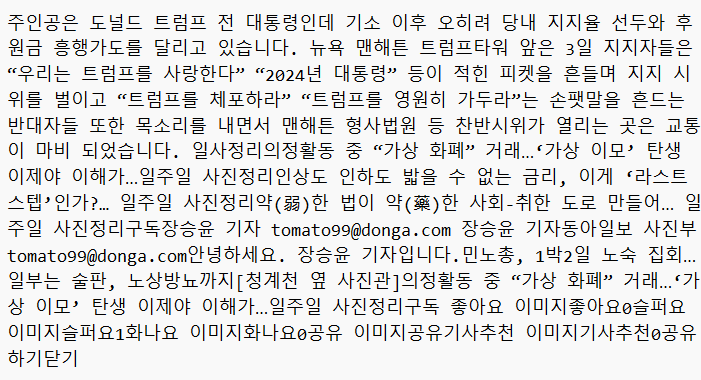 주인공은 도널드 트럼프 전 대통령인데 기소 이후 오히려 당내 지지율 선두와 후
원금 흥행가도를 달리고 있습니다. 뉴욕 맨해튼 트럼프타워 앞은 3일 지지자들은
“우리는 트럼프를 사랑한다” “2024년 대통령” 등이 적힌 피켓을 흔들며 지지 시
위를 벌이고 “트럼프를 체포하라” “트럼프를 영원히 가두라”는 손팻말을 흔드는
반대자들 또한 목소리를 내면서 맨해튼 형사법원 등 찬반시위가 열리는 곳은 교통
이 마비 되었습니다. 일사정리의정활동 중 “가상 화폐” 거래…‘가상 이모’ 탄생
이제야 이해가…일주일 사진정리인상도 인하도 밟을 수 없는 금리, 이게 ‘라스트
스텝’인가?… 일주일 사진정리약(弱)한 법이 약(藥)한 사회-취한 도로 만들어… 일
주일 사진정리구독장승윤 기자 tomato99@donga.com 장승윤 기자동아일보 사진부
tomato99@donga.com안녕하세요. 장승윤 기자입니다.민노총, 1박2일 노숙 집회…
일부는 술판, 노상방뇨까지[청계천 옆 사진관]의정활동 중 “가상 화폐” 거래…‘가
상 이모’ 탄생 이제야 이해가…일주일 사진정리구독 좋아요 이미지좋아요0슬퍼요
이미지슬퍼요1화나요 이미지화나요0공유 이미지공유기사추천 이미지기사추천0공유
하기닫기